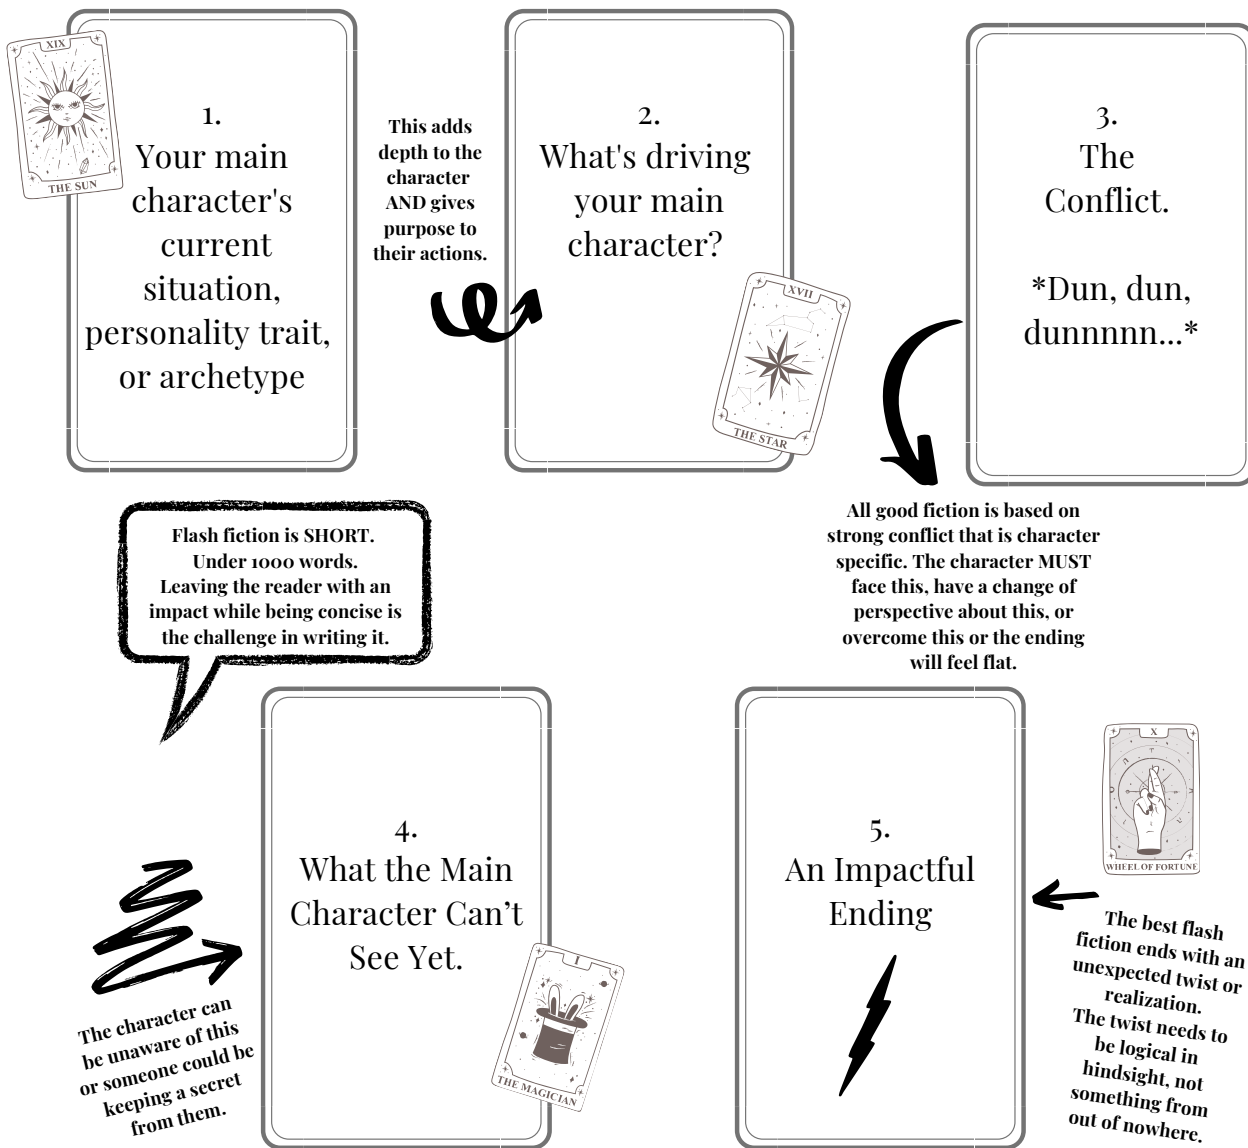 XIX
THE SUN
1.
Your main
character's
current
situation,
personality trait,
or archetype
This adds
depth to the
character
AND gives
purpose to
their actions.
2.
What's driving
your main
character?
XVII
THE STAR
3.
The
Conflict.
*Dun, dun,
dunnnnn...*
All good fiction is based on
strong conflict that is character
specific. The character MUST
face this, have a change of
perspective about this, or
overcome this or the ending
will feel flat.
Flash fiction is SHORT.
Under 1000 words.
Leaving the reader with an
impact while being concise is
the challenge in writing it.
4.
What the Main
Character Can’t
See Yet.
The character can
be unaware of this
or someone could be
keeping a secret
from them.
I
THE MAGICIAN
5.
An Impactful
Ending
X
WHEEL OF FORTUNE
The best flash
fiction ends with an
unexpected twist or
realization.
The twist needs to
be logical in
hindsight, not
something from
out of nowhere.